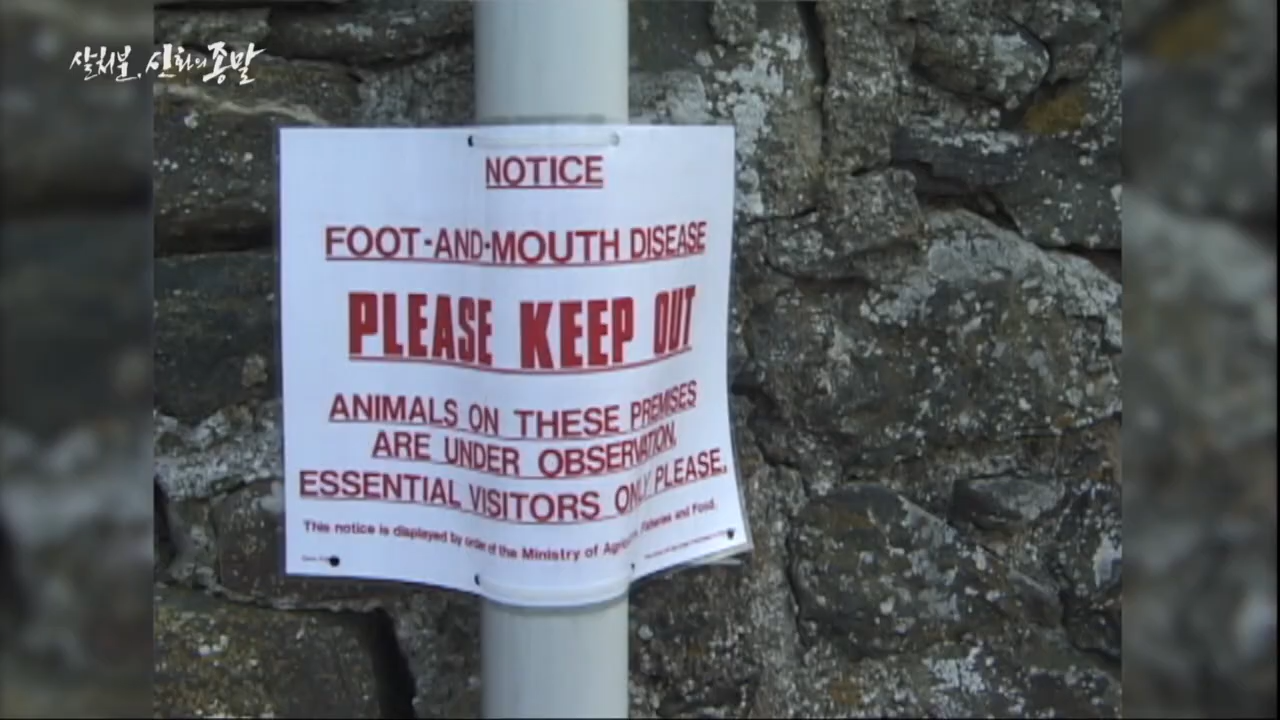 살처분, 신화의 종말
NOTICE
FOOT-AND-MOUTH DISEASE
PLEASE KEEP OUT
ANIMALS ON THESE PREMISES
ARE UNDER OBSERVATION.
ESSENTIAL VISITORS ONLY PLEASE.
This notice is displayed by order of the Ministry of Fisheries and Food.